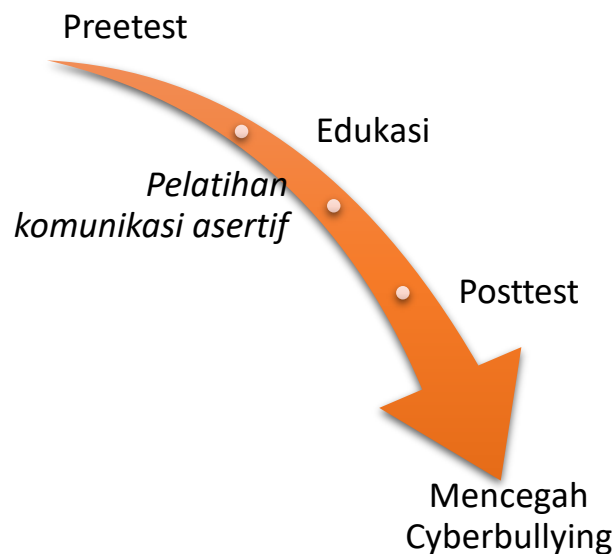 Preetest
Edukasi
Pelatihan
komunikasi asertif
Posttest
Mencegah
Cyberbullying